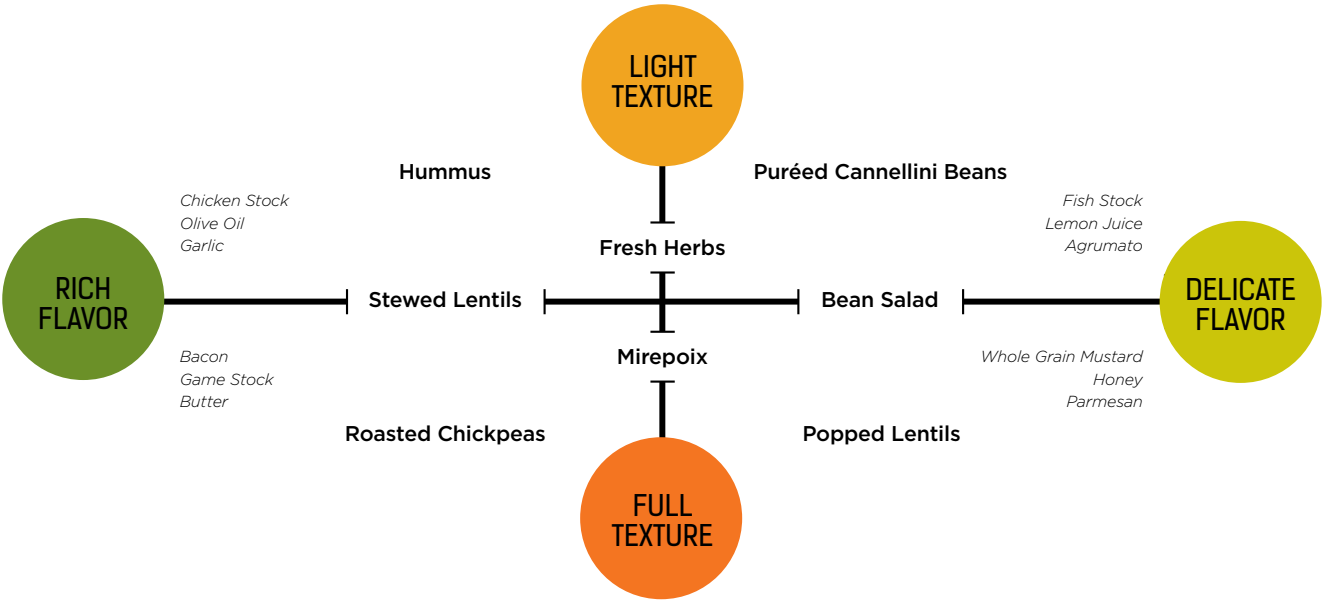 LIGHT
TEXTURE
Hummus
Puréed Cannellini Beans
Chicken Stock
Olive Oil
Garlic
Fish Stock
Lemon Juice
Agrumato
Fresh Herbs
RICH
FLAVOR
Stewed Lentils
Bean Salad
DELICATE
FLAVOR
Mirepoix
Bacon
Game Stock
Butter
Whole Grain Mustard
Honey
Parmesan
Roasted Chickpeas
Popped Lentils
FULL
TEXTURE